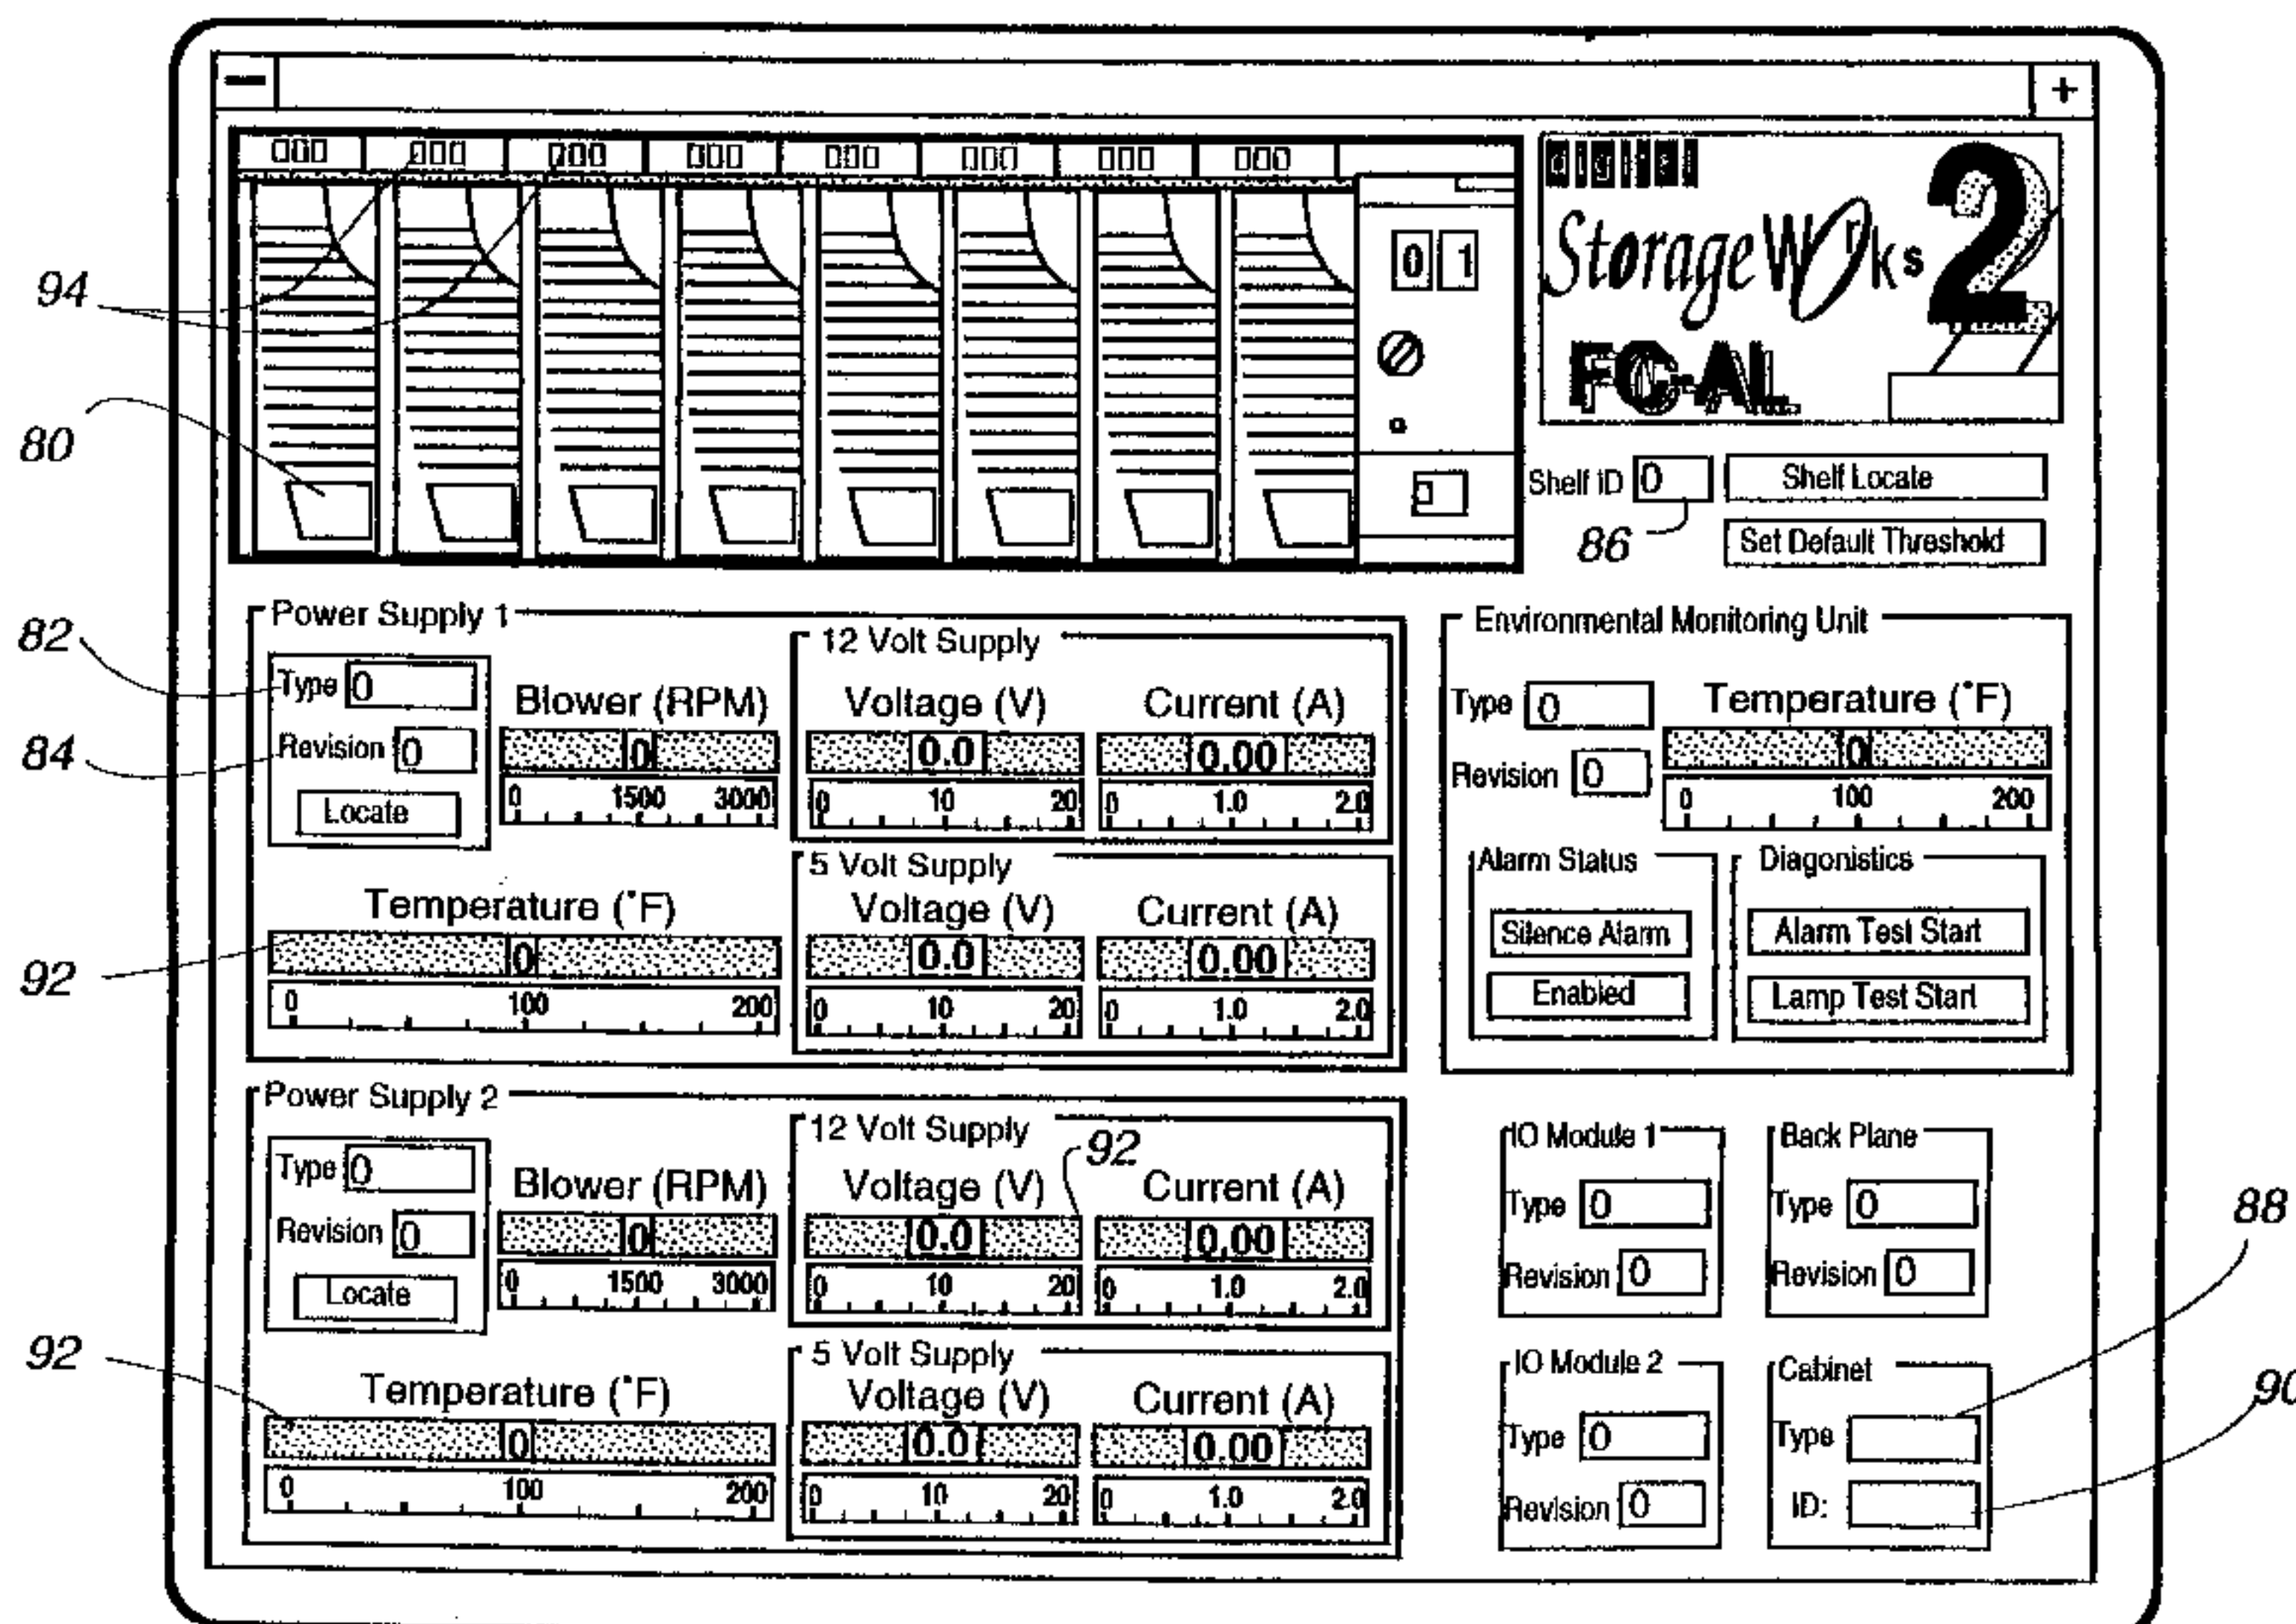 − +
0 1
digital
StorageWorks 2
FC-AL
94
80
Shelf ID 0 Shelf Locate
86 Set Default Threshold
Power Supply 1
82
Type 0
84
Revision 0
Locate
Blower (RPM)
0
0 1500 3000
12 Volt Supply
Voltage (V) Current (A)
0.0 0.00
0 10 20 0 1.0 2.0
Temperature (°F)
92
0
0 100 200
5 Volt Supply
Voltage (V) Current (A)
0.0 0.00
0 10 20 0 1.0 2.0
Environmental Monitoring Unit
Type 0
Revision 0
Temperature (°F)
0
0 100 200
Alarm Status
Silence Alarm
Enabled
Diagonistics
Alarm Test Start
Lamp Test Start
Power Supply 2
Type 0
Revision 0
Locate
Blower (RPM)
0
0 1500 3000
12 Volt Supply
92
Voltage (V) Current (A)
0.0 0.00
0 10 20 0 1.0 2.0
92
Temperature (°F)
0
0 100 200
5 Volt Supply
Voltage (V) Current (A)
0.0 0.00
0 10 20 0 1.0 2.0
IO Module 1
Type 0
Revision 0
Back Plane
Type 0
Revision 0
88
IO Module 2
Type 0
Revision 0
Cabinet
Type
ID:
90